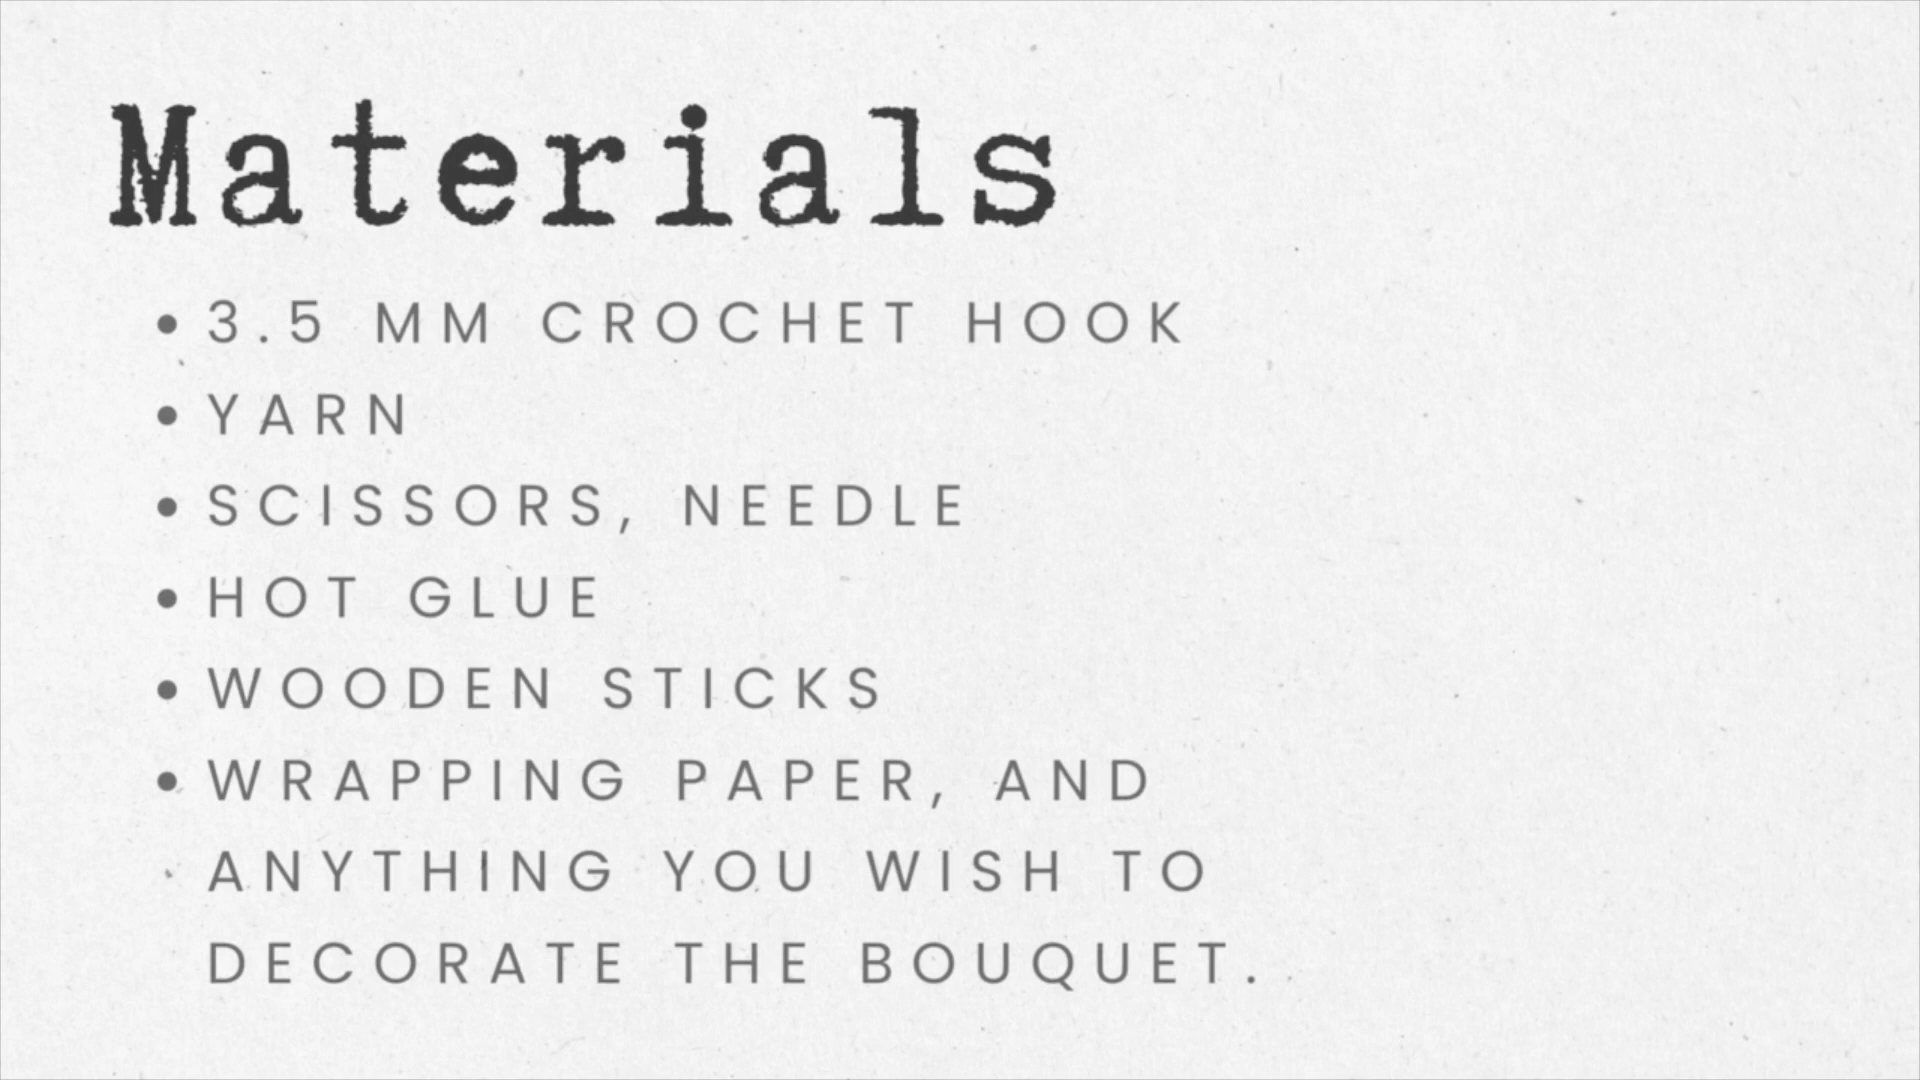 Materials
• 3.5 MM CROCHET HOOK
• YARN
• SCISSORS, NEEDLE
• HOT GLUE
• WOODEN STICKS
• WRAPPING PAPER, AND
ANYTHING YOU WISH TO
DECORATE THE BOUQUET.